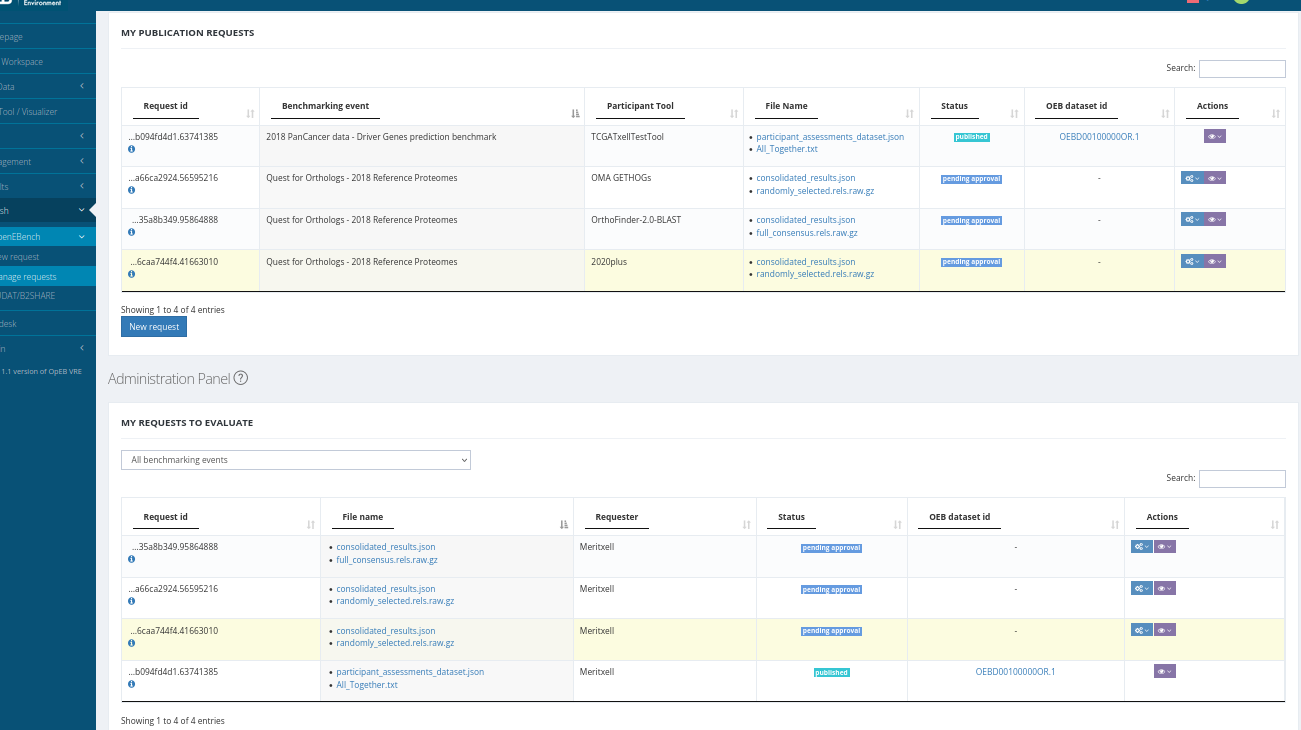 Environment
epage
Workspace
Data
Tool / Visualizer
agement
lts
sh
penEBench
ew request
anage requests
UDAT/B2SHARE
desk
n
1.1 version of OpEB VRE
MY PUBLICATION REQUESTS
Search:
Request id Benchmarking event Participant Tool File Name Status OEB dataset id Actions
...b094fd4d1.63741385 2018 PanCancer data - Driver Genes prediction benchmark TCGATxellTestTool • participant_assessments_dataset.json published OEBD00100000OR.1
• All_Together.txt
...a66ca2924.56595216 Quest for Orthologs - 2018 Reference Proteomes OMA GETHOGs • consolidated_results.json pending approval -
• randomly_selected.rels.raw.gz
...35a8b349.95864888 Quest for Orthologs - 2018 Reference Proteomes OrthoFinder-2.0-BLAST • consolidated_results.json pending approval -
• full_consensus.rels.raw.gz
...6caa744f4.41663010 Quest for Orthologs - 2018 Reference Proteomes 2020plus • consolidated_results.json pending approval -
• randomly_selected.rels.raw.gz
Showing 1 to 4 of 4 entries
New request
Administration Panel ?
MY REQUESTS TO EVALUATE
All benchmarking events
Search:
Request id File name Requester Status OEB dataset id Actions
...35a8b349.95864888 • consolidated_results.json Meritxell pending approval -
• full_consensus.rels.raw.gz
...a66ca2924.56595216 • consolidated_results.json Meritxell pending approval -
• randomly_selected.rels.raw.gz
...6caa744f4.41663010 • consolidated_results.json Meritxell pending approval -
• randomly_selected.rels.raw.gz
...b094fd4d1.63741385 • participant_assessments_dataset.json Meritxell published OEBD00100000OR.1
• All_Together.txt
Showing 1 to 4 of 4 entries